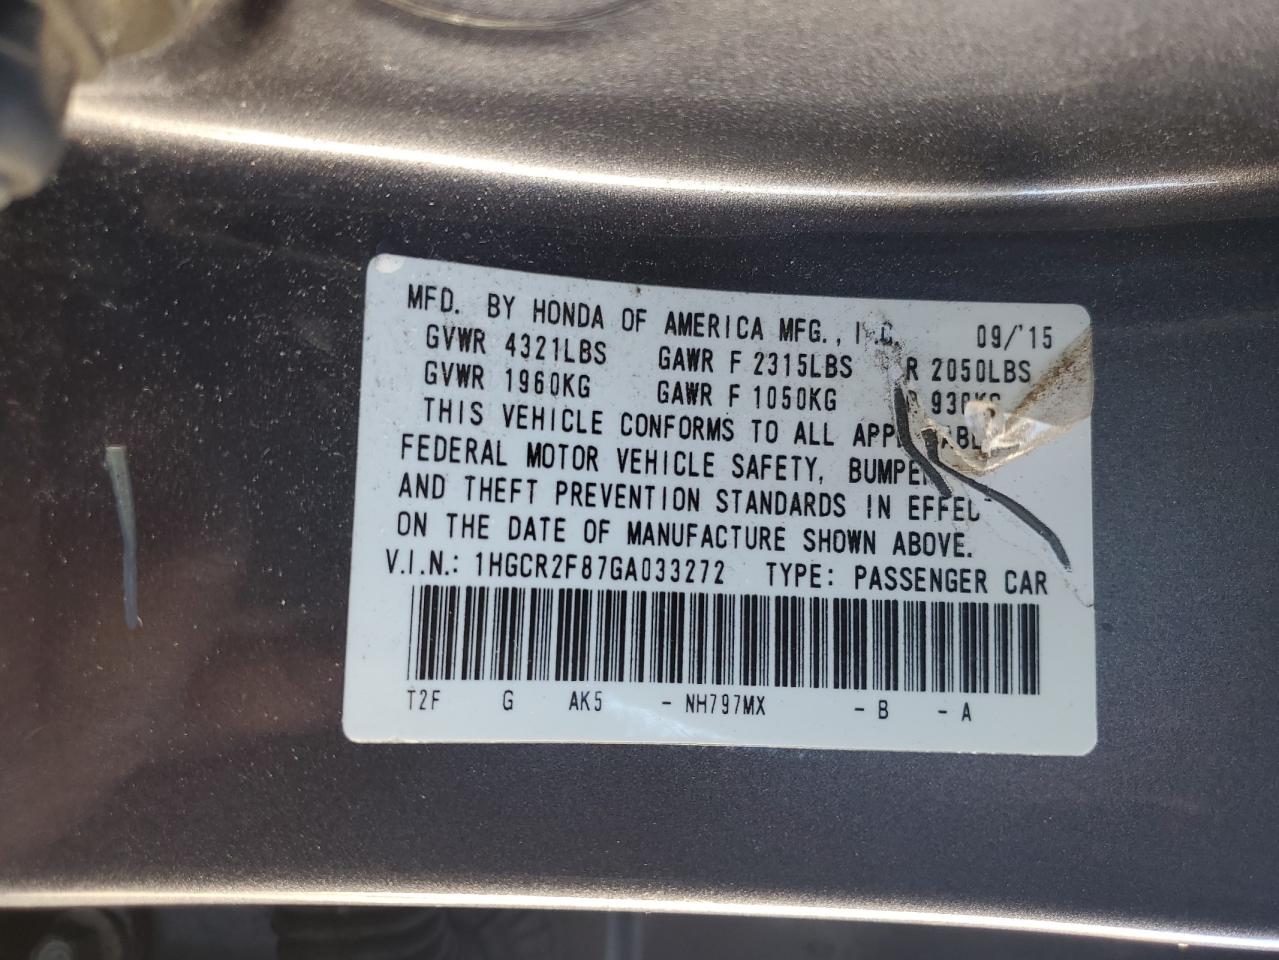 MFD. BY HONDA OF AMERICA MFG., 09/'15
GVWR 4321LBS GAWR F 2315LBS R 2050LBS
GVWR 1960KG GAWR F 1050KG 930KG
THIS VEHICLE CONFORMS TO ALL
FEDERAL MOTOR VEHICLE SAFETY,
AND THEFT PREVENTION STANDARDS IN
ON THE DATE OF MANUFACTURE SHOWN ABOVE.
V.I.N.: 1HGCR2F87GA033272 TYPE: PASSENGER CAR
T2F G AK5 - NH797MX - B - A